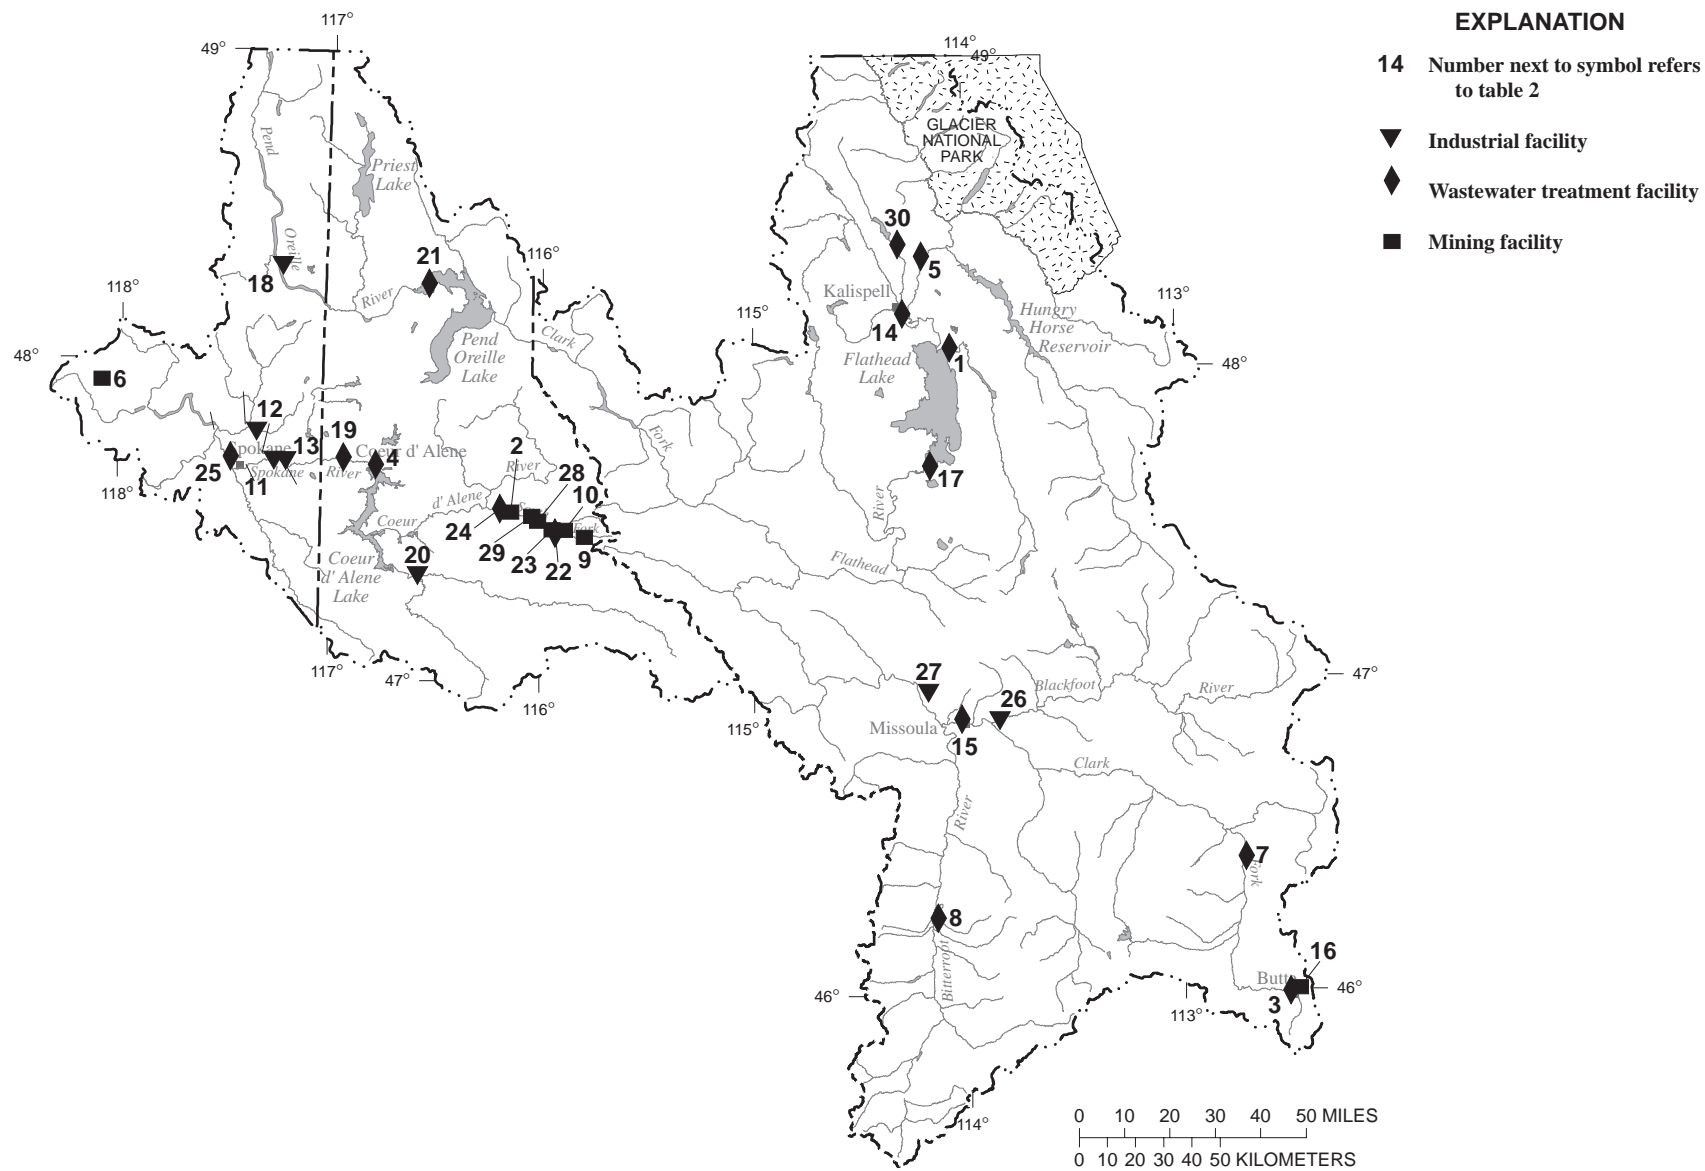 EXPLANATION
14 Number next to symbol refers
to table 2
Industrial facility
Wastewater treatment facility
Mining facility
117°
49°
114°
49°
GLACIER
NATIONAL
PARK
Pend
Oreille
River
Priest
Lake
18
21
116°
118°
48°
6
Pend
Oreille
Lake
Clark
Fork
115°
30
5
Kalispell
14
Flathead
Lake
1
Hungry
Horse
Reservoir
113°
48°
17
River
Flathead
12
Spokane
13
25
11
Spokane
River
118°
19
Coeur d' Alene
4
2
River
28
10
d' Alene
Coeur
24
29
23
22
9
Fork
20
Coeur
d' Alene
Lake
117°
47°
116°
115°
27
26
Blackfoot
River
47°
Missoula
15
Clark
River
7
Fork
8
Bitterroot
16
Butte
3
46°
46°
113°
114°
0 10 20 30 40 50 MILES
0 10 20 30 40 50 KILOMETERS